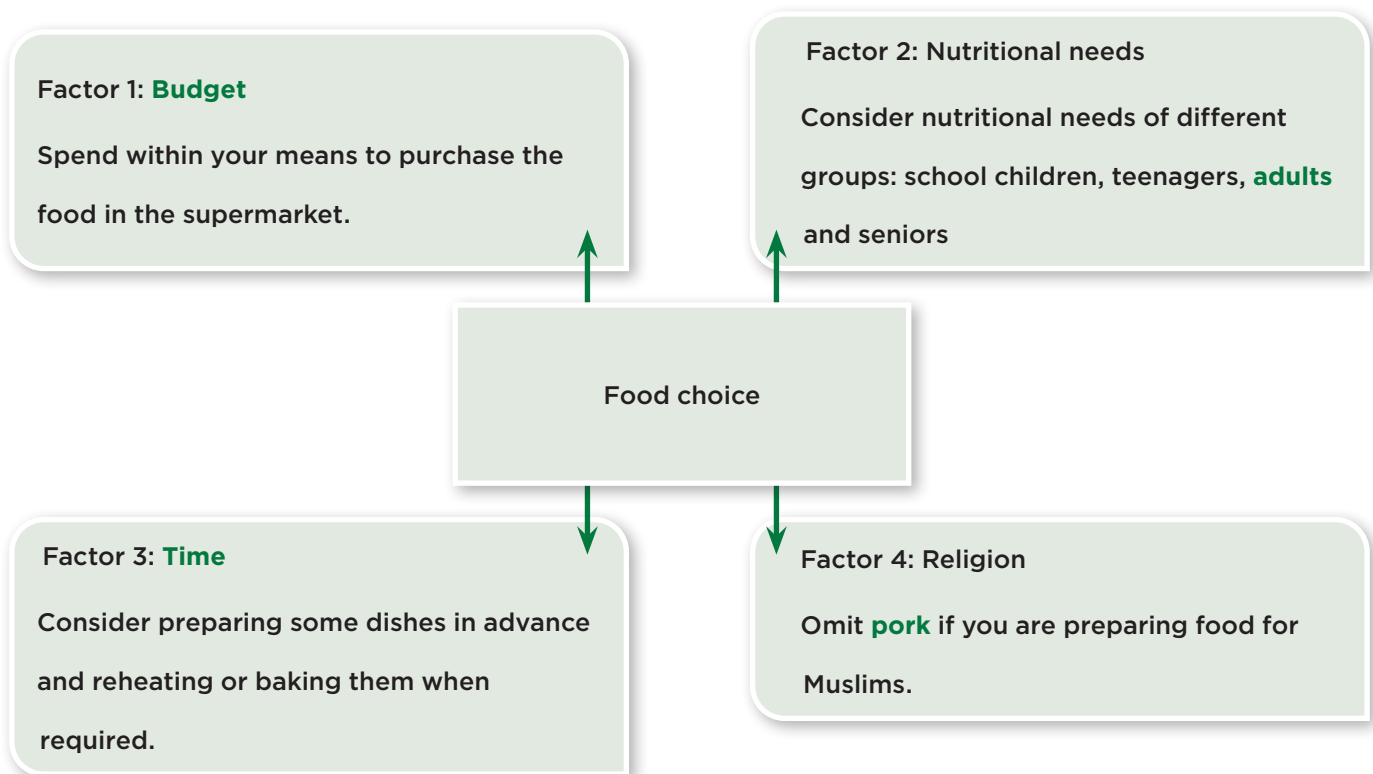 Factor 1: Budget
Spend within your means to purchase the
food in the supermarket.
Factor 2: Nutritional needs
Consider nutritional needs of different
groups: school children, teenagers, adults
and seniors
Food choice
Factor 3: Time
Consider preparing some dishes in advance
and reheating or baking them when
required.
Factor 4: Religion
Omit pork if you are preparing food for
Muslims.